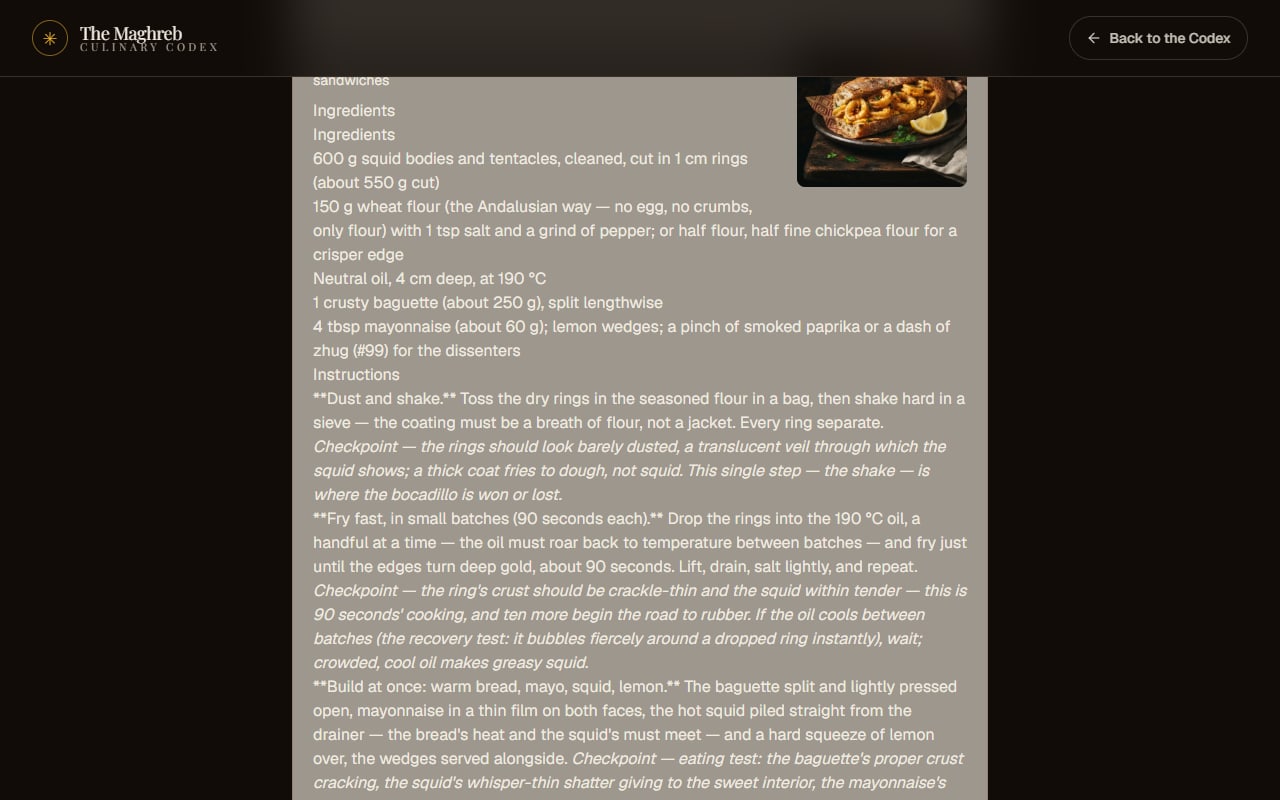 The Maghreb
CULINARY CODEX
← Back to the Codex
sandwiches
Ingredients
Ingredients
600 g squid bodies and tentacles, cleaned, cut in 1 cm rings
(about 550 g cut)
150 g wheat flour (the Andalusian way — no egg, no crumbs,
only flour) with 1 tsp salt and a grind of pepper; or half flour, half fine chickpea flour for a
crisper edge
Neutral oil, 4 cm deep, at 190 °C
1 crusty baguette (about 250 g), split lengthwise
4 tbsp mayonnaise (about 60 g); lemon wedges; a pinch of smoked paprika or a dash of
zhug (#99) for the dissenters
Instructions
**Dust and shake.** Toss the dry rings in the seasoned flour in a bag, then shake hard in a
sieve — the coating must be a breath of flour, not a jacket. Every ring separate.
Checkpoint — the rings should look barely dusted, a translucent veil through which the
squid shows; a thick coat fries to dough, not squid. This single step — the shake — is
where the bocadillo is won or lost.
**Fry fast, in small batches (90 seconds each).** Drop the rings into the 190 °C oil, a
handful at a time — the oil must roar back to temperature between batches — and fry just
until the edges turn deep gold, about 90 seconds. Lift, drain, salt lightly, and repeat.
Checkpoint — the ring's crust should be crackle-thin and the squid within tender — this is
90 seconds' cooking, and ten more begin the road to rubber. If the oil cools between
batches (the recovery test: it bubbles fiercely around a dropped ring instantly), wait;
crowded, cool oil makes greasy squid.
**Build at once: warm bread, mayo, squid, lemon.** The baguette split and lightly pressed
open, mayonnaise in a thin film on both faces, the hot squid piled straight from the
drainer — the bread's heat and the squid's must meet — and a hard squeeze of lemon
over, the wedges served alongside. Checkpoint — eating test: the baguette's proper crust
cracking, the squid's whisper-thin shatter giving to the sweet interior, the mayonnaise's